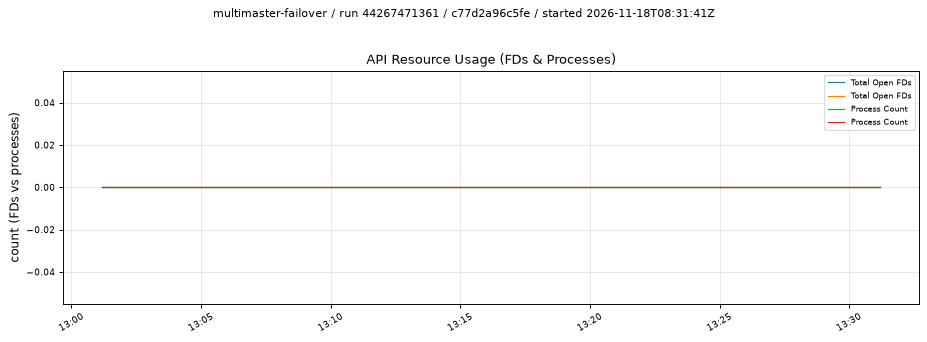 multimaster-failover / run 44267471361 / c77d2a96c5fe / started 2026-11-18T08:31:41Z
API Resource Usage (FDs & Processes)
Total Open FDs
Total Open FDs
Process Count
Process Count
count (FDs vs processes)
0.04
0.02
0.00
−0.02
−0.04
13:00
13:05
13:10
13:15
13:20
13:25
13:30